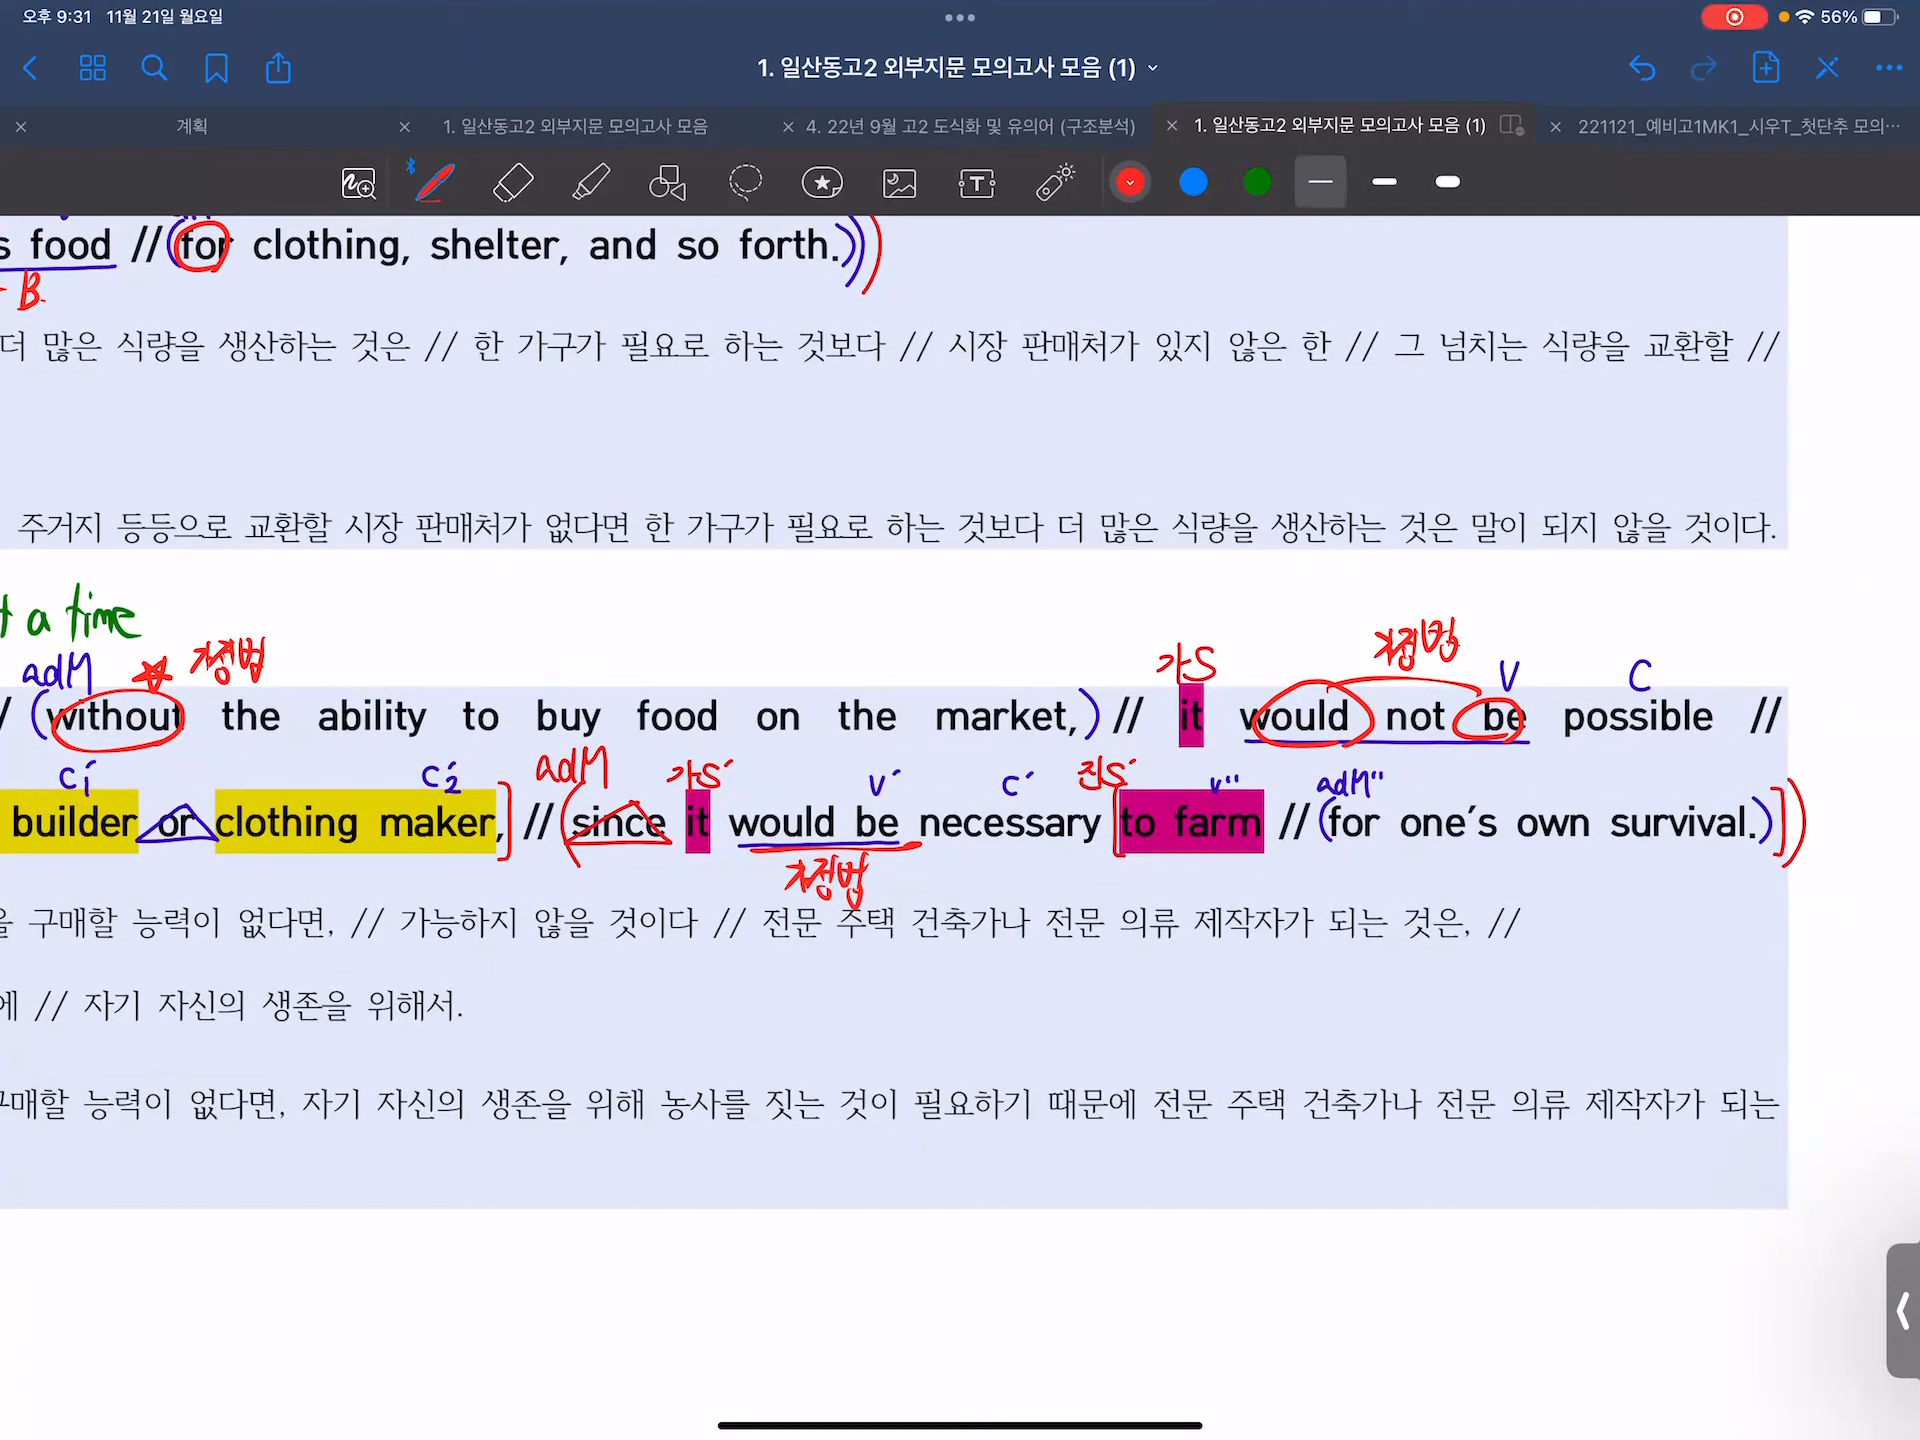 오후 9:31 11월 21일 월요일 56%
1. 일산동고2 외부지문 모의고사 모음 (1)
계획 1. 일산동고2 외부지문 모의고사 모음 4. 22년 9월 고2 도식화 및 유의어 (구조분석) 1. 일산동고2 외부지문 모의고사 모음 (1) 221121_예비고1MK1_시우T_첫단추 모의…
s food // (for clothing, shelter, and so forth.))
B.
더 많은 식량을 생산하는 것은 // 한 가구가 필요로 하는 것보다 // 시장 판매처가 있지 않은 한 // 그 넘치는 식량을 교환할 //
주거지 등등으로 교환할 시장 판매처가 없다면 한 가구가 필요로 하는 것보다 더 많은 식량을 생산하는 것은 말이 되지 않을 것이다.
t a time
adM 가정법 가S 가정법 V C
/ (without the ability to buy food on the market,) // it would not be possible //
C1′ C2′ adM 가S′ V′ C′ 진S′ V″ adM″
builder or clothing maker,] // (since it would be necessary [to farm // (for one's own survival.)])
가정법
을 구매할 능력이 없다면, // 가능하지 않을 것이다 // 전문 주택 건축가나 전문 의류 제작자가 되는 것은, //
에 // 자기 자신의 생존을 위해서.
구매할 능력이 없다면, 자기 자신의 생존을 위해 농사를 짓는 것이 필요하기 때문에 전문 주택 건축가나 전문 의류 제작자가 되는